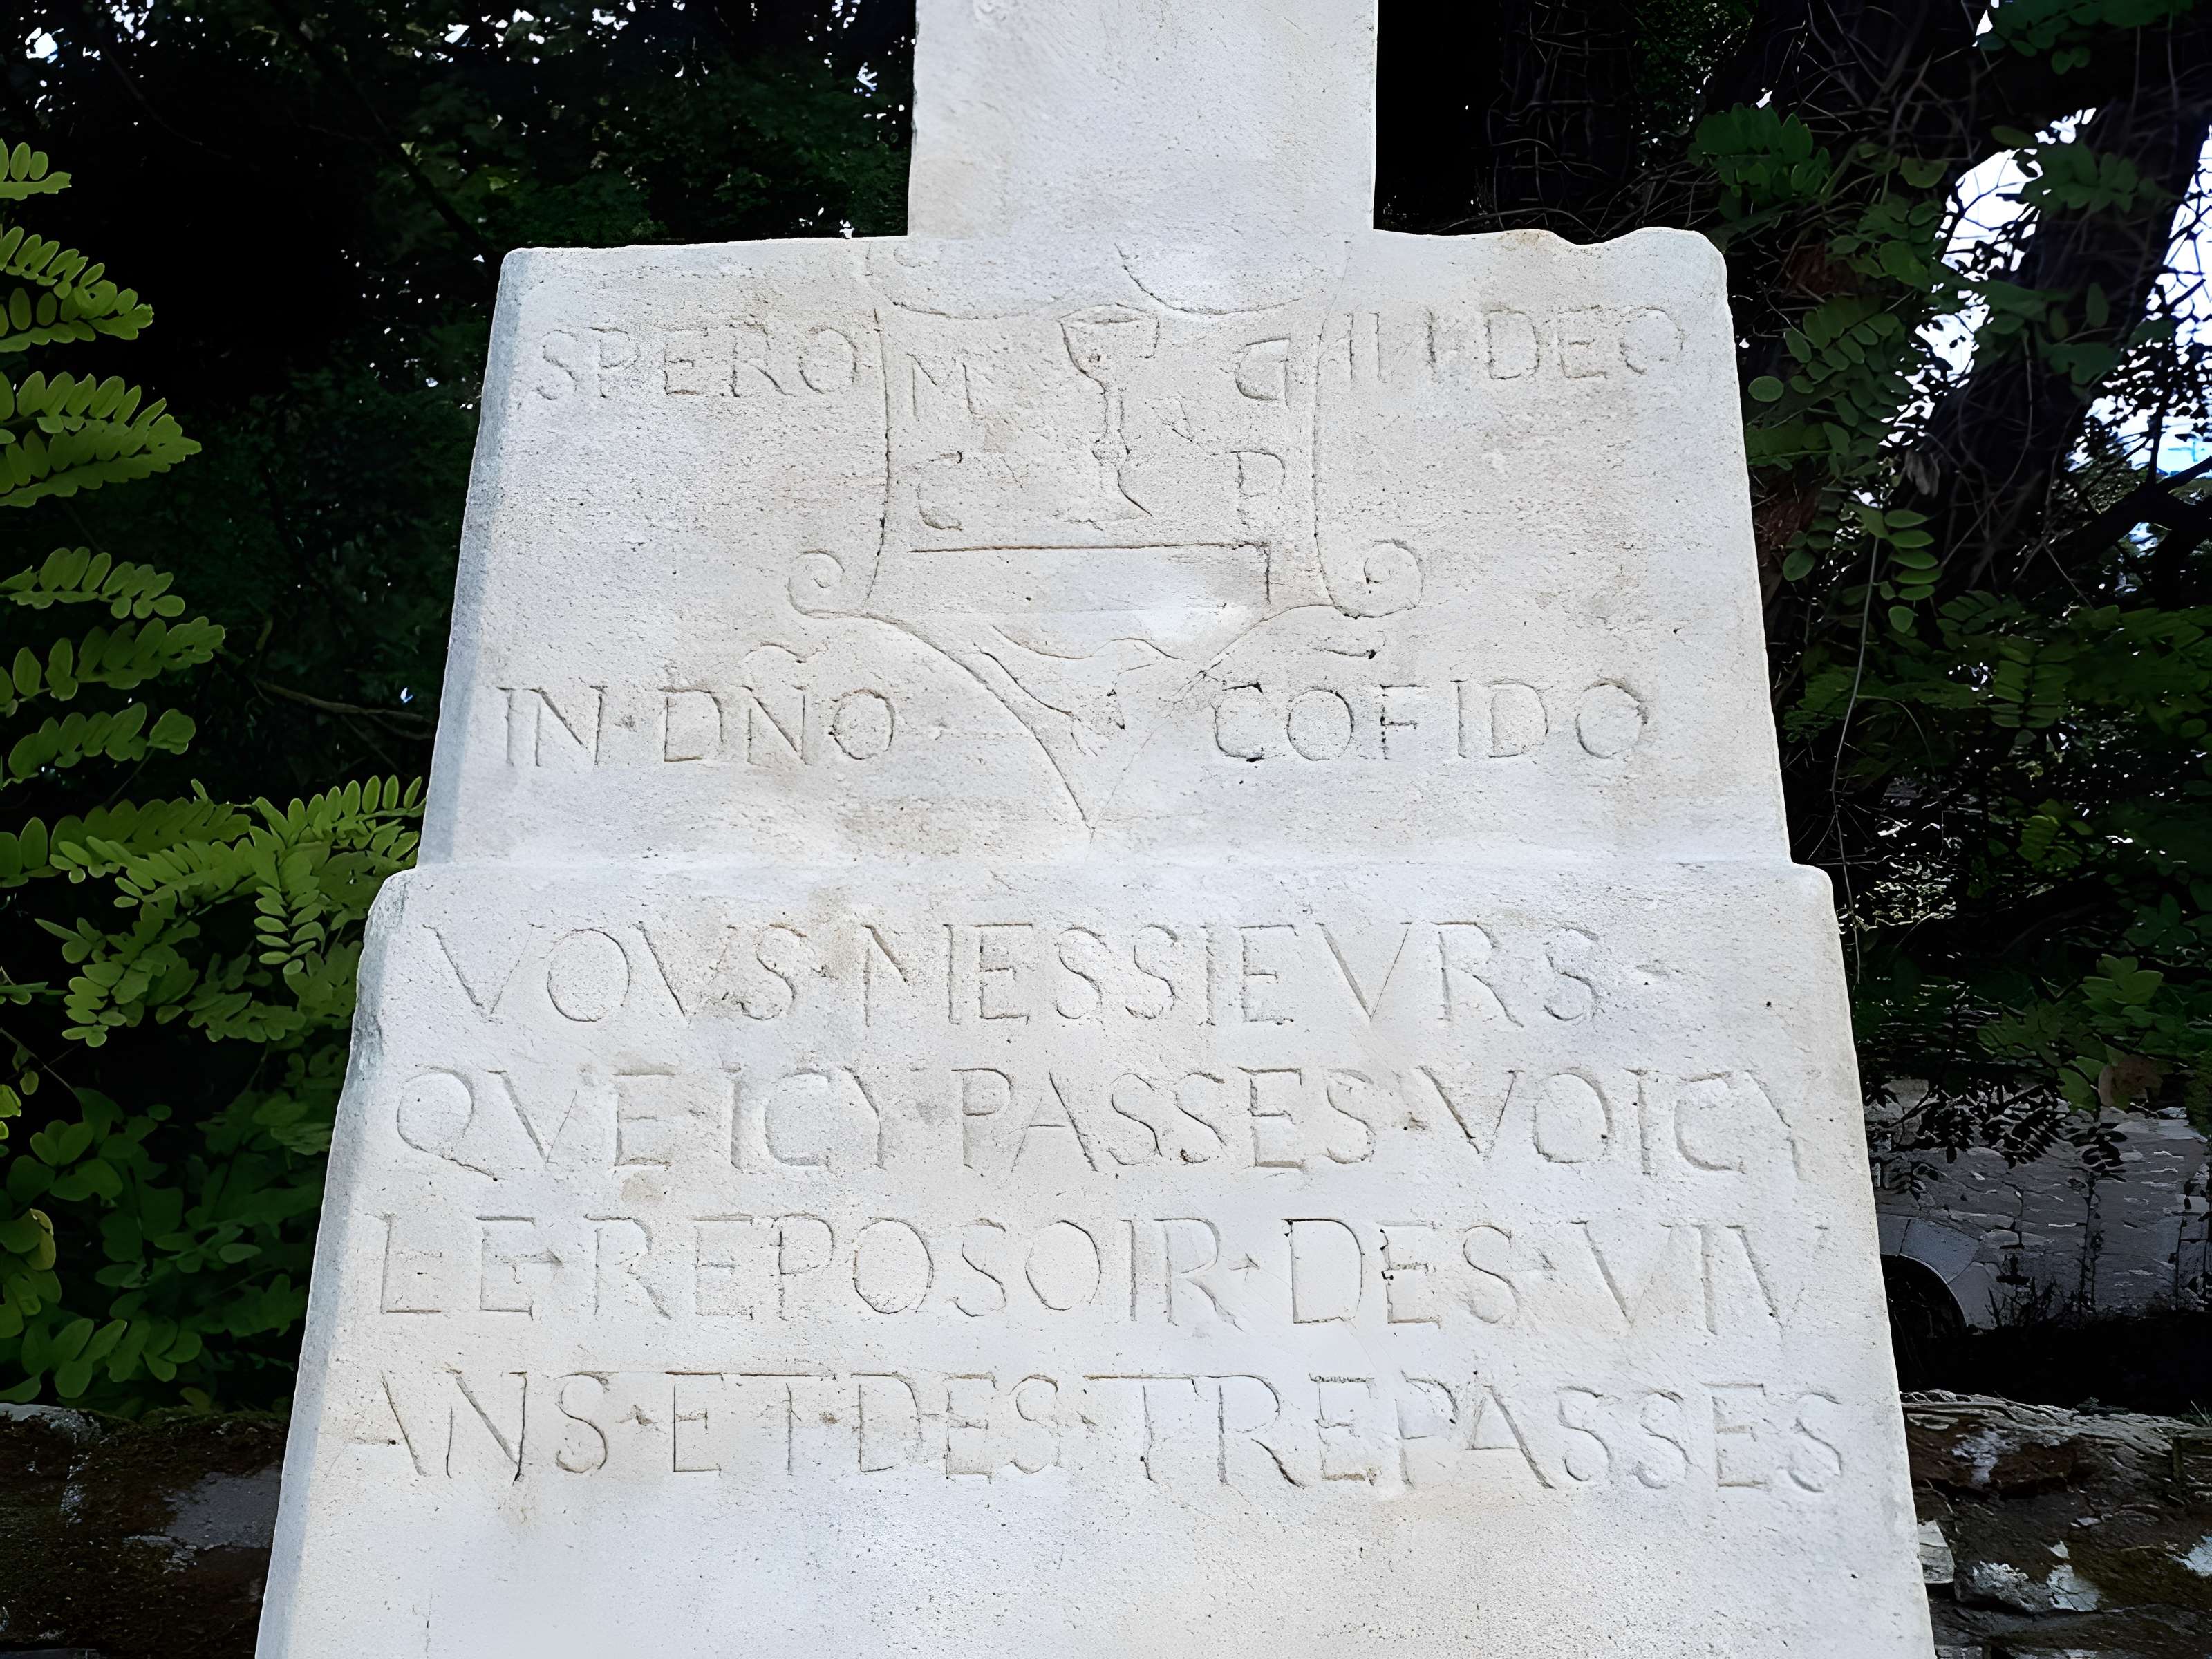 SPERO
M G
C P
DEO
IN·DNO COFIDO
VOVS·MESSIEVRS-
QVE·ICY·PASSES·VOICY
LE·REPOSOIR·DES·VIV
ANS·ET·DES·TREPASSES